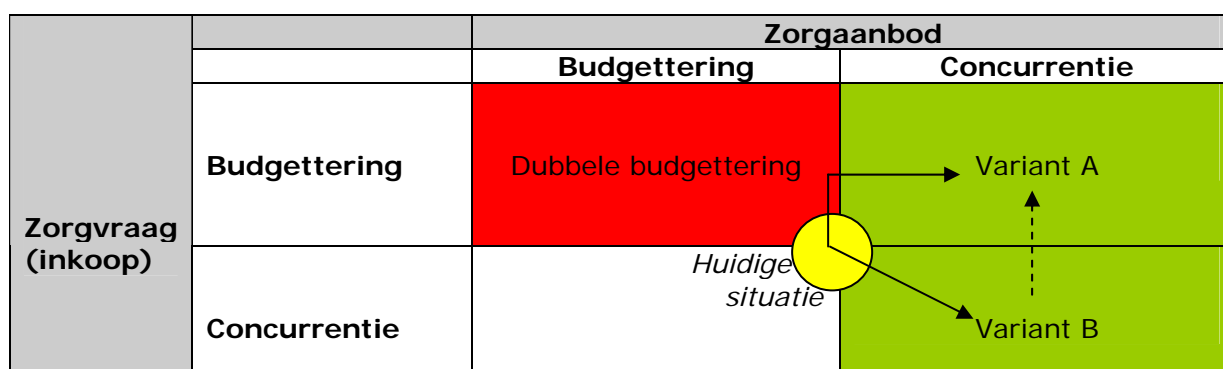 Zorgaanbod
Budgettering Concurrentie
Zorgvraag
(inkoop)
Budgettering Dubbele budgettering Variant A
Huidige
situatie
Concurrentie Variant B